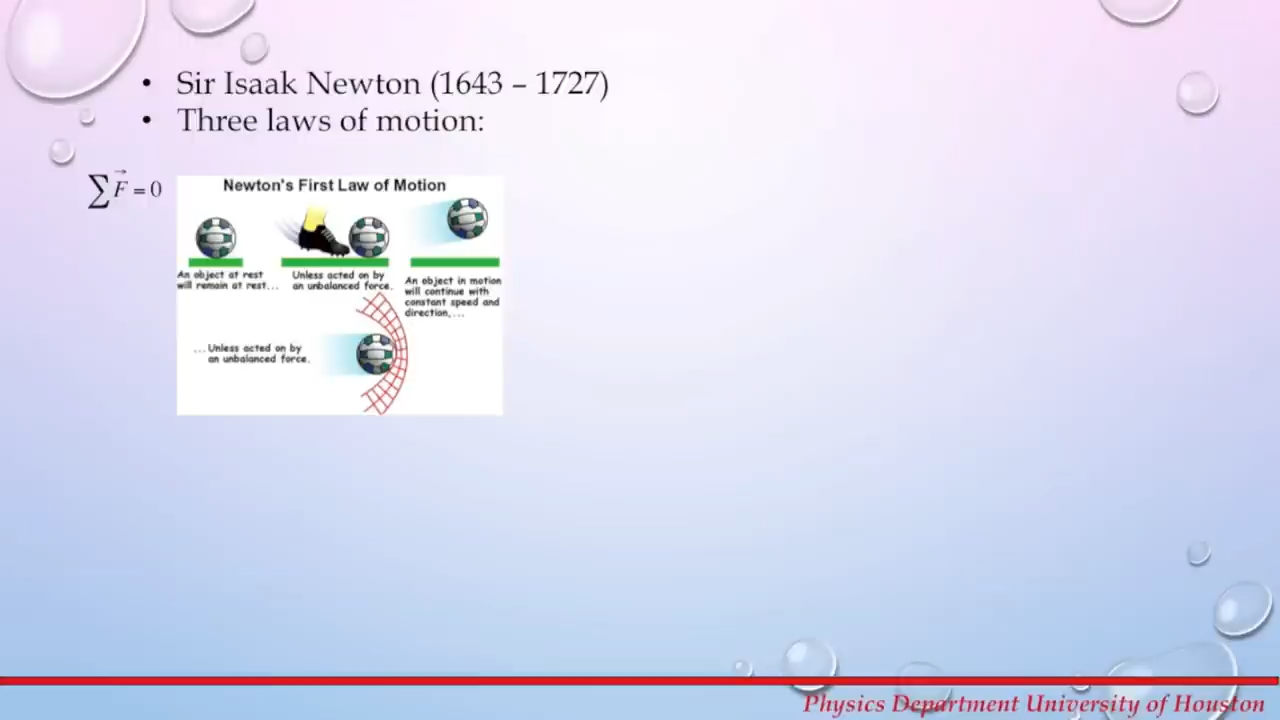 • Sir Isaak Newton (1643 – 1727)
• Three laws of motion:
∑F⃗ = 0
Newton's First Law of Motion
An object at rest
will remain at rest...
Unless acted on by
an unbalanced force.
An object in motion
will continue with
constant speed and
direction,...
...Unless acted on by
an unbalanced force.
Physics Department University of Houston